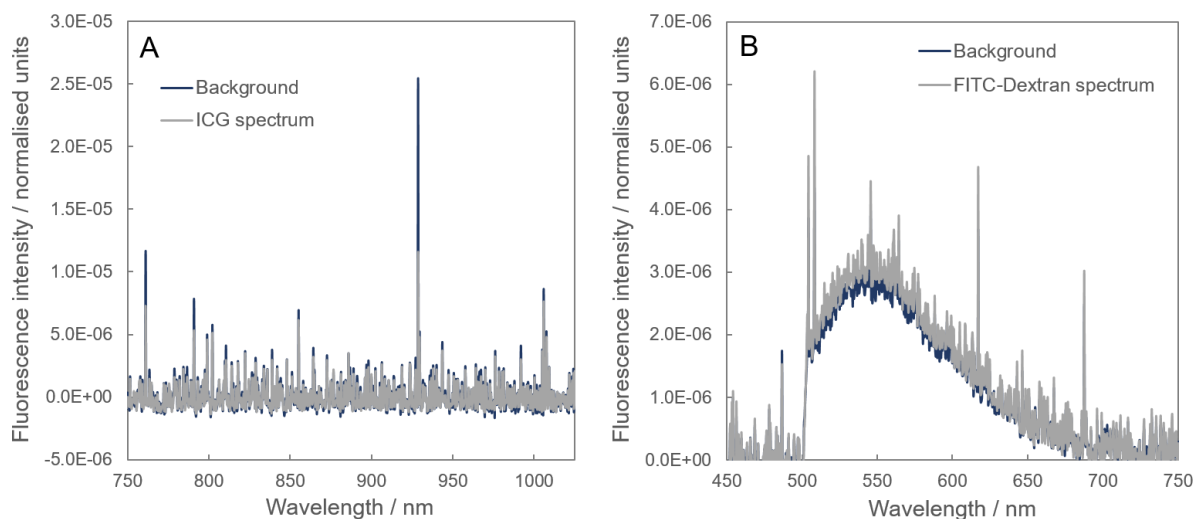 A
Background
ICG spectrum
Fluorescence intensity / normalised units
3.0E-05
2.5E-05
2.0E-05
1.5E-05
1.0E-05
5.0E-06
0.0E+00
-5.0E-06
750 800 850 900 950 1000
Wavelength / nm
B
Background
FITC-Dextran spectrum
Fluorescence intensity / normalised units
7.0E-06
6.0E-06
5.0E-06
4.0E-06
3.0E-06
2.0E-06
1.0E-06
0.0E+00
450 500 550 600 650 700 750
Wavelength / nm